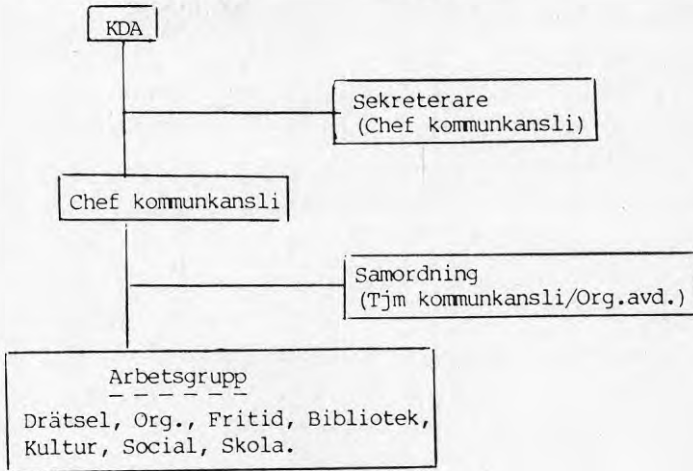 KDA
Sekreterare
(Chef kommunkansli)
Chef kommunkansli
Samordning
(Tjm kommunkansli/Org.avd.)
Arbetsgrupp
Drätsel, Org., Fritid, Bibliotek,
Kultur, Social, Skola.